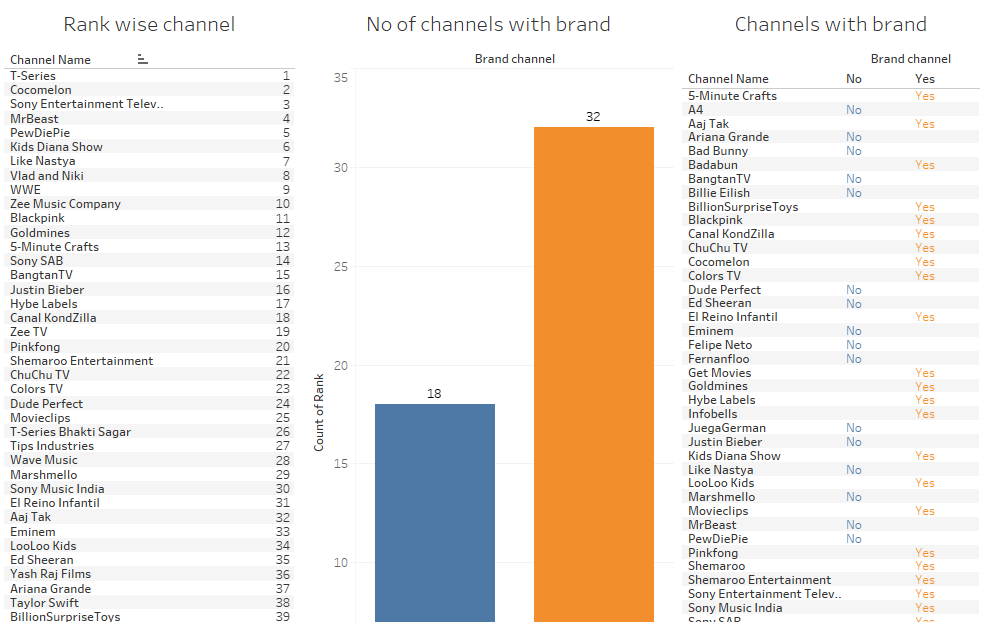 Rank wise channel
Channel Name
T-Series 1
Cocomelon 2
Sony Entertainment Telev.. 3
MrBeast 4
PewDiePie 5
Kids Diana Show 6
Like Nastya 7
Vlad and Niki 8
WWE 9
Zee Music Company 10
Blackpink 11
Goldmines 12
5-Minute Crafts 13
Sony SAB 14
BangtanTV 15
Justin Bieber 16
Hybe Labels 17
Canal KondZilla 18
Zee TV 19
Pinkfong 20
Shemaroo Entertainment 21
ChuChu TV 22
Colors TV 23
Dude Perfect 24
Movieclips 25
T-Series Bhakti Sagar 26
Tips Industries 27
Wave Music 28
Marshmello 29
Sony Music India 30
El Reino Infantil 31
Aaj Tak 32
Eminem 33
LooLoo Kids 34
Ed Sheeran 35
Yash Raj Films 36
Ariana Grande 37
Taylor Swift 38
BillionSurpriseToys 39
No of channels with brand
Brand channel
35
30
25
20
15
10
Count of Rank
18
32
Channels with brand
Brand channel
Channel Name No Yes
5-Minute Crafts Yes
A4 No
Aaj Tak Yes
Ariana Grande No
Bad Bunny No
Badabun Yes
BangtanTV No
Billie Eilish No
BillionSurpriseToys Yes
Blackpink Yes
Canal KondZilla Yes
ChuChu TV Yes
Cocomelon Yes
Colors TV Yes
Dude Perfect No
Ed Sheeran No
El Reino Infantil Yes
Eminem No
Felipe Neto No
Fernanfloo No
Get Movies Yes
Goldmines Yes
Hybe Labels Yes
Infobells Yes
JuegaGerman No
Justin Bieber No
Kids Diana Show Yes
Like Nastya No
LooLoo Kids Yes
Marshmello No
Movieclips Yes
MrBeast No
PewDiePie No
Pinkfong Yes
Shemaroo Yes
Shemaroo Entertainment Yes
Sony Entertainment Telev.. Yes
Sony Music India Yes
Sony SAB Yes